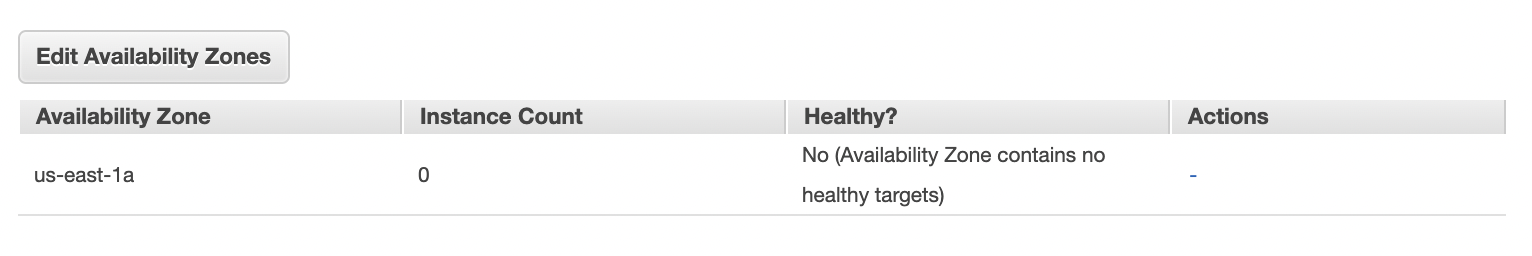 Edit Availability Zones
Availability Zone Instance Count Healthy? Actions
us-east-1a 0 No (Availability Zone contains no healthy targets) -